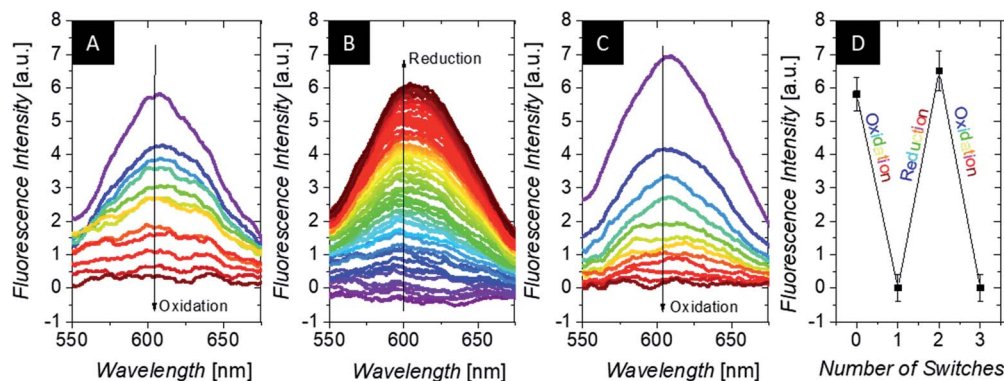 A
8
7
6
5
4
3
2
1
0
-1
Fluorescence Intensity [a.u.]
Oxidation
550 600 650
Wavelength [nm]
B
8
7
6
5
4
3
2
1
0
-1
Fluorescence Intensity [a.u.]
Reduction
550 600 650
Wavelength [nm]
C
8
7
6
5
4
3
2
1
0
-1
Fluorescence Intensity [a.u.]
Oxidation
550 600 650
Wavelength [nm]
D
8
7
6
5
4
3
2
1
0
-1
Fluorescence Intensity [a.u.]
Oxidation
Reduction
Oxidation
0 1 2 3
Number of Switches